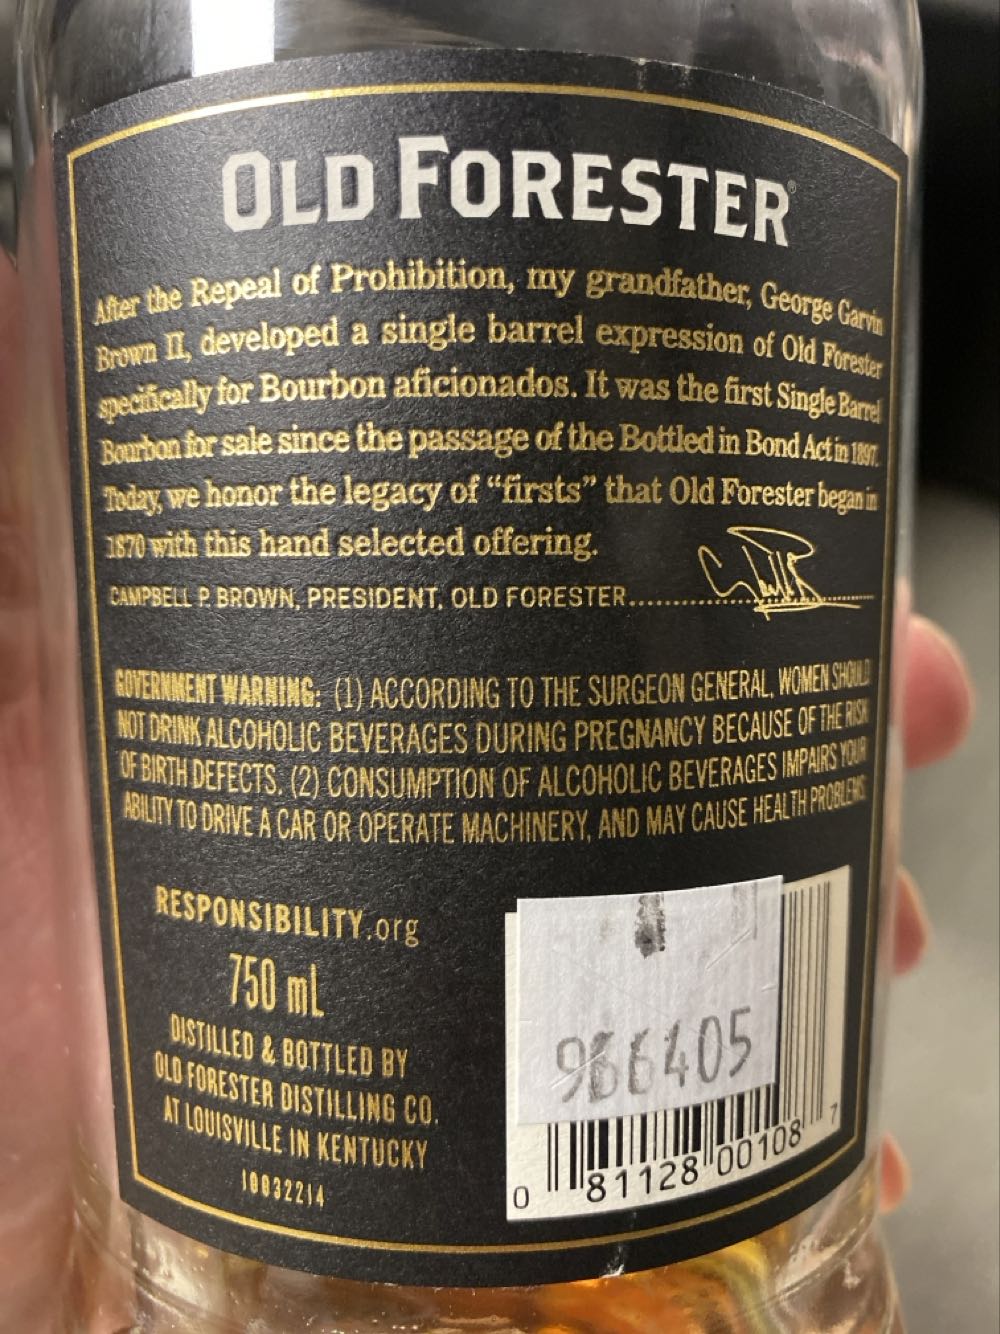 OLD FORESTER®
After the Repeal of Prohibition, my grandfather, George Garvin
Brown II, developed a single barrel expression of Old Forester
specifically for Bourbon aficionados. It was the first Single Barrel
Bourbon for sale since the passage of the Bottled in Bond Act in 1897.
Today, we honor the legacy of “firsts” that Old Forester began in
1870 with this hand selected offering.
CAMPBELL P. BROWN, PRESIDENT, OLD FORESTER
GOVERNMENT WARNING: (1) ACCORDING TO THE SURGEON GENERAL, WOMEN SHOULD
NOT DRINK ALCOHOLIC BEVERAGES DURING PREGNANCY BECAUSE OF THE RISK
OF BIRTH DEFECTS. (2) CONSUMPTION OF ALCOHOLIC BEVERAGES IMPAIRS YOUR
ABILITY TO DRIVE A CAR OR OPERATE MACHINERY, AND MAY CAUSE HEALTH PROBLEMS.
RESPONSIBILITY.org
750 mL
DISTILLED & BOTTLED BY
OLD FORESTER DISTILLING CO.
AT LOUISVILLE IN KENTUCKY
10032214
966405
0 81128 00108 7